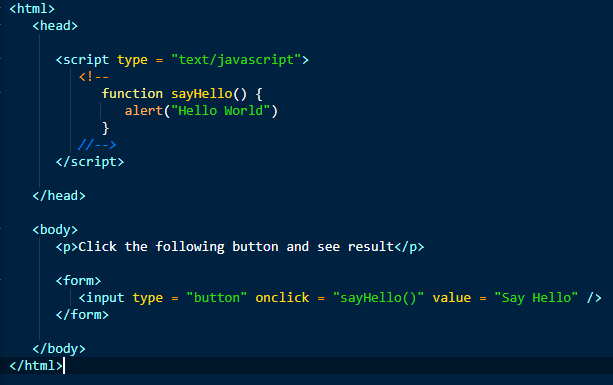 <html>
<head>
<script type = "text/javascript">
<!--
function sayHello() {
alert("Hello World")
}
//-->
</script>
</head>
<body>
<p>Click the following button and see result</p>
<form>
<input type = "button" onclick = "sayHello()" value = "Say Hello" />
</form>
</body>
</html>